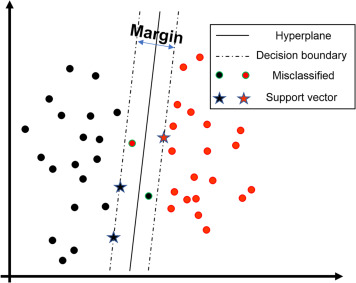 Margin
Hyperplane
Decision boundary
Misclassified
Support vector